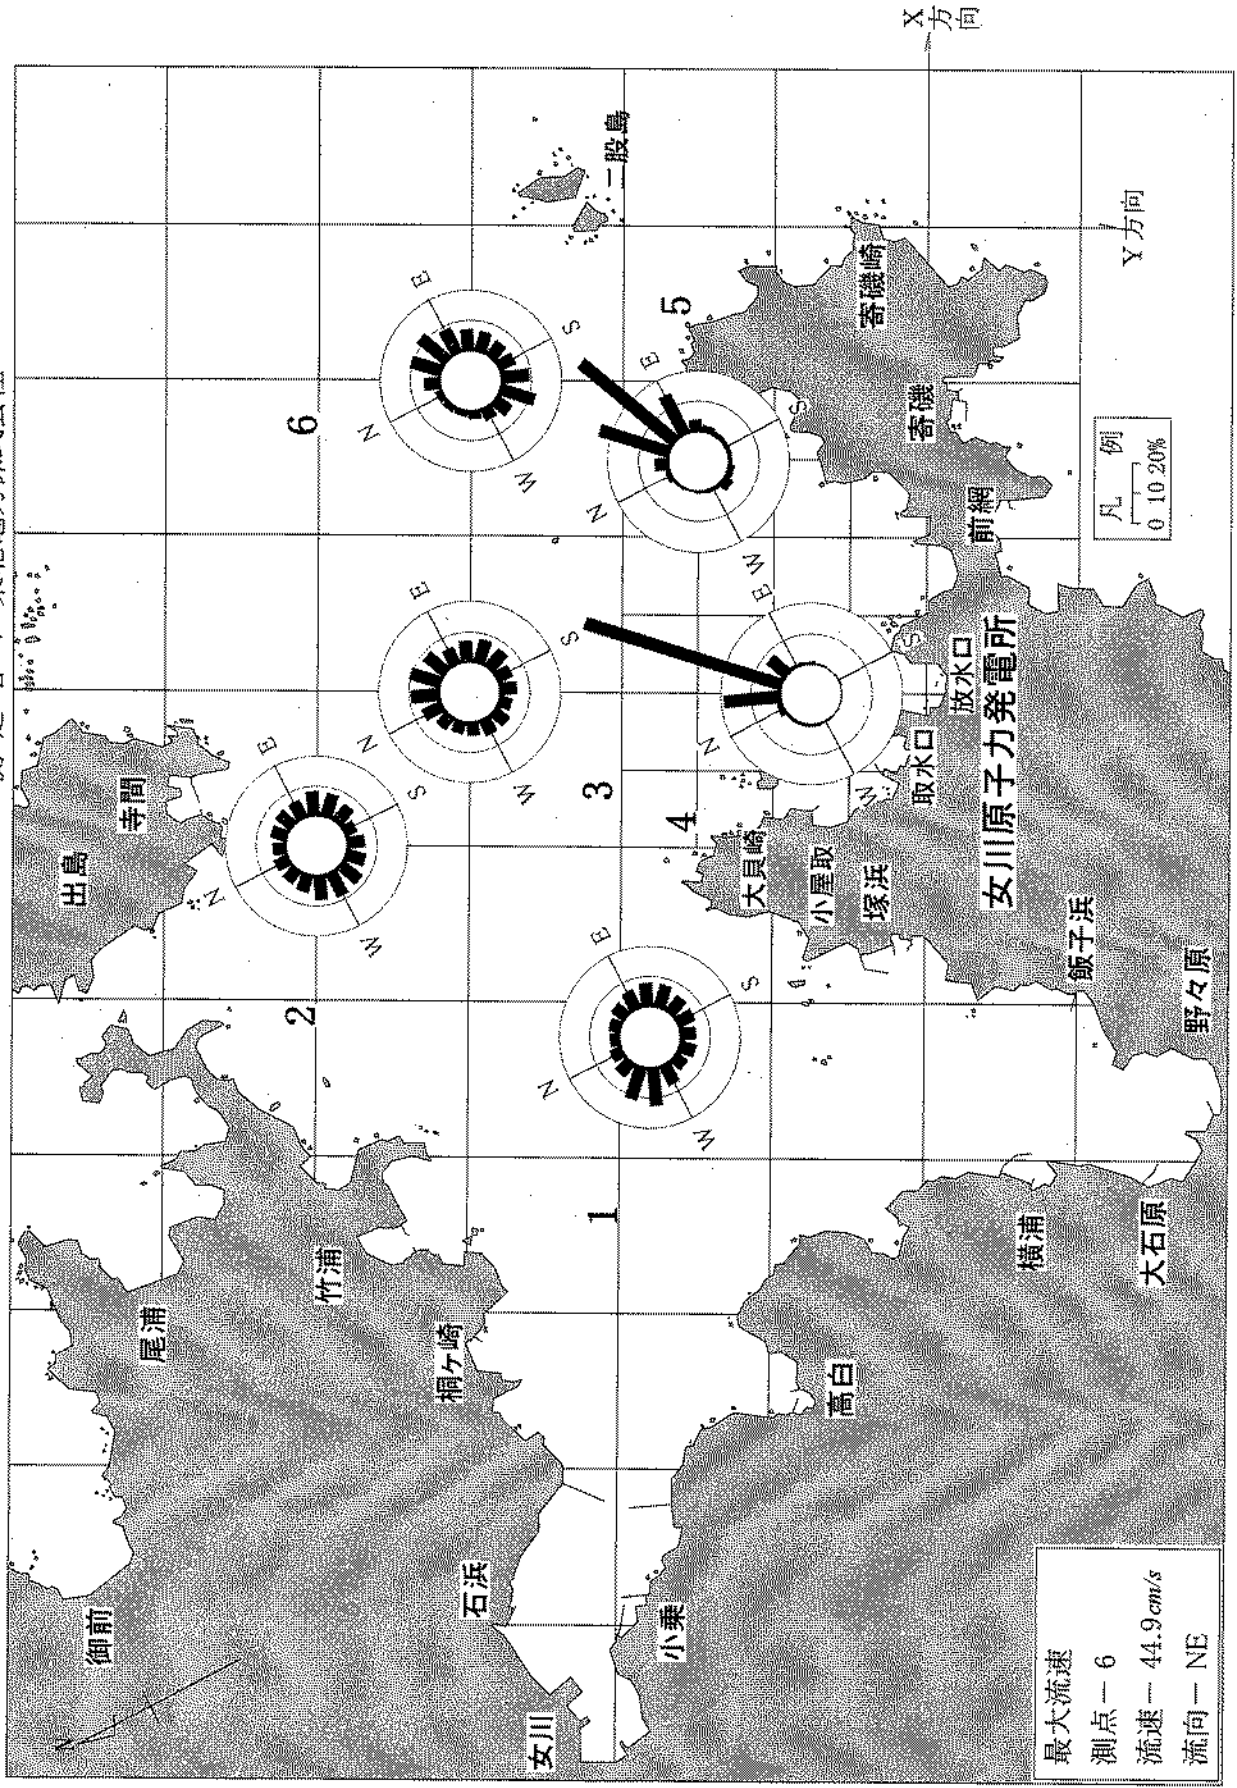 6
N
E
S
W
二股島
5
N
E
S
W
寄磯崎
寄磯
前網
3
N
E
S
W
4
N
E
S
W
放水口
取水口
女川原子力発電所
2
N
E
S
W
出島
寺間
大貝崎
小屋取
塚浜
飯子浜
野々原
1
N
E
S
W
尾浦
竹浦
桐ヶ崎
御前
石浜
女川
小乗
高白
横浦
大石原
N
X方向
Y方向
凡例
0 10 20%
最大流速
測点－6
流速－44.9cm/s
流向－NE